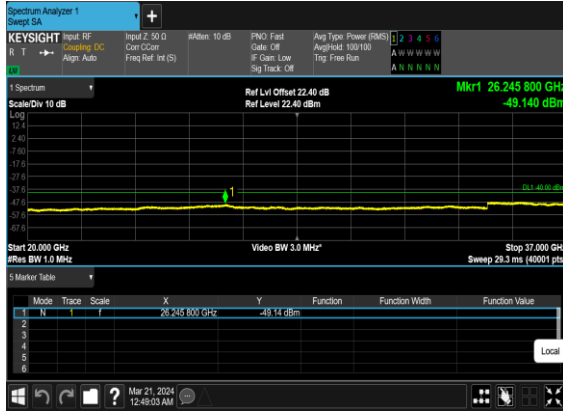 Spectrum Analyzer 1
Swept SA
+
KEYSIGHT Input: RF Input Z: 50 Ω #Atten: 10 dB PNO: Fast Avg Type: Power (RMS) 1 2 3 4 5 6
R T Coupling: DC Corr CCorr Gate: Off Avg|Hold: 100/100 A W W W W W
Align: Auto Freq Ref: Int (S) IF Gain: Low Trig: Free Run
Sig Track: Off A N N N N N
1 Spectrum Ref Lvl Offset 22.40 dB Mkr1 26.245 800 GHz
Scale/Div 10 dB Ref Level 22.40 dBm -49.140 dBm
Log
12.4
2.40
-7.60
-17.6
-27.6
-37.6 1 DL1 -40.00 dBm
-47.6
-57.6
-67.6
Start 20.000 GHz Video BW 3.0 MHz* Stop 37.000 GHz
#Res BW 1.0 MHz Sweep 29.3 ms (40001 pts)
5 Marker Table
Mode Trace Scale X Y Function Function Width Function Value
1 N 1 f 26.245 800 GHz -49.14 dBm
2
3
4
5
6
Local
? Mar 21, 2024
12:49:03 AM